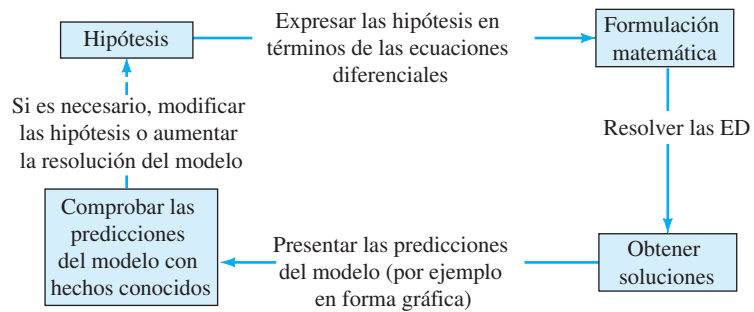 Hipótesis
Expresar las hipótesis en
términos de las ecuaciones
diferenciales
Formulación
matemática
Resolver las ED
Obtener
soluciones
Presentar las predicciones
del modelo (por ejemplo
en forma gráfica)
Comprobar las
predicciones
del modelo con
hechos conocidos
Si es necesario, modificar
las hipótesis o aumentar
la resolución del modelo